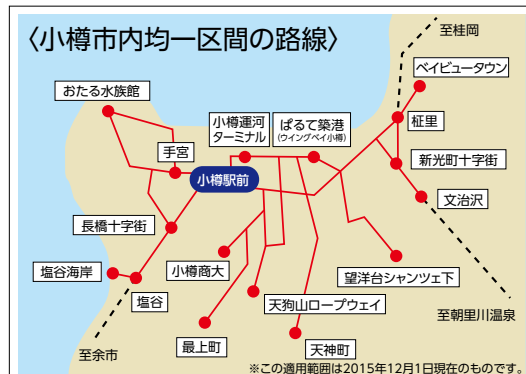 〈小樽市内均一区間の路線〉
至桂岡
ベイビュータウン
おたる水族館
小樽運河
ターミナル
ぱるて築港
(ウイングベイ小樽)
柾里
手宮
新光町十字街
小樽駅前
文治沢
長橋十字街
塩谷海岸
小樽商大
望洋台シャンツェ下
塩谷
天狗山ロープウェイ
至朝里川温泉
最上町
天神町
至余市
※この適用範囲は2015年12月1日現在のものです。